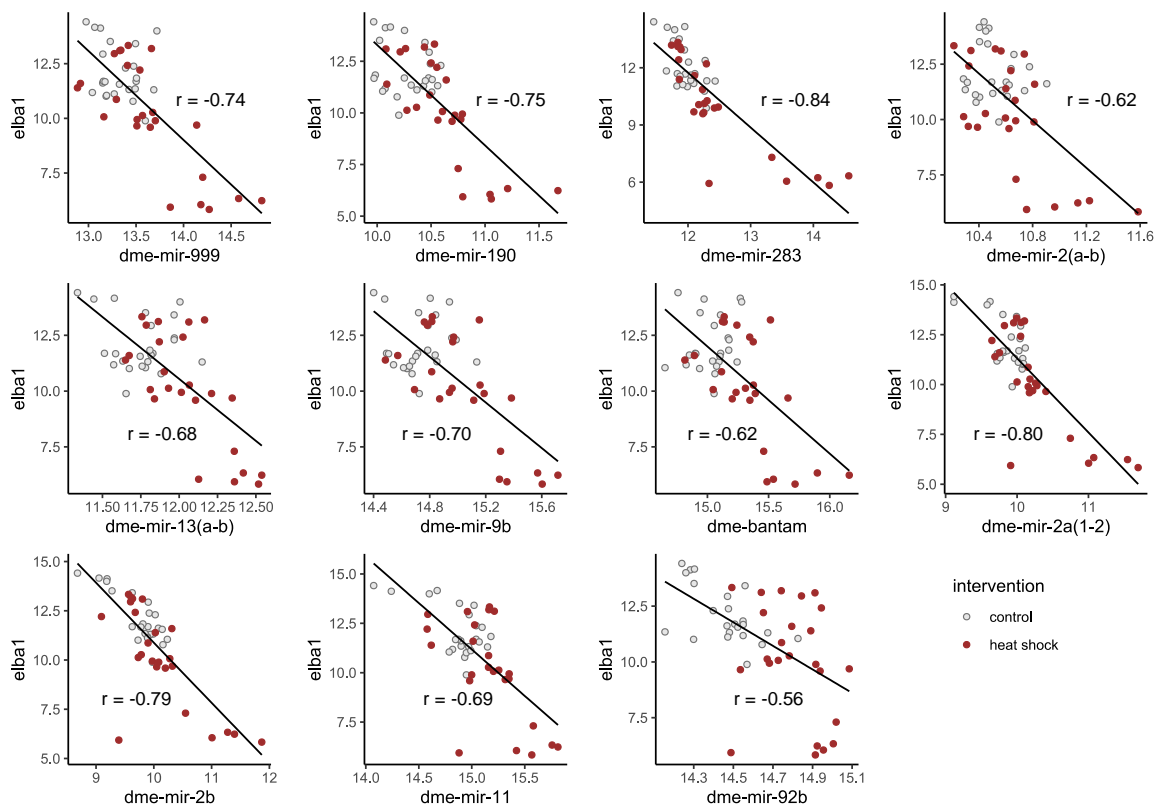 elba1
12.5
10.0
7.5
r = -0.74
13.0 13.5 14.0 14.5
dme-mir-999
elba1
12.5
10.0
7.5
5.0
r = -0.75
10.0 10.5 11.0 11.5
dme-mir-190
elba1
15
12
9
6
r = -0.84
12 13 14
dme-mir-283
elba1
12.5
10.0
7.5
r = -0.62
10.4 10.8 11.2 11.6
dme-mir-2(a-b)
elba1
12.5
10.0
7.5
r = -0.68
11.50 11.75 12.00 12.25 12.50
dme-mir-13(a-b)
elba1
12.5
10.0
7.5
r = -0.70
14.4 14.8 15.2 15.6
dme-mir-9b
elba1
12.5
10.0
7.5
r = -0.62
15.0 15.5 16.0
dme-bantam
elba1
15.0
12.5
10.0
7.5
5.0
r = -0.80
9 10 11
dme-mir-2a(1-2)
elba1
15.0
12.5
10.0
7.5
5.0
r = -0.79
9 10 11 12
dme-mir-2b
elba1
15.0
12.5
10.0
7.5
r = -0.69
14.0 14.5 15.0 15.5
dme-mir-11
elba1
12.5
10.0
7.5
r = -0.56
14.3 14.5 14.7 14.9 15.1
dme-mir-92b
intervention
control
heat shock